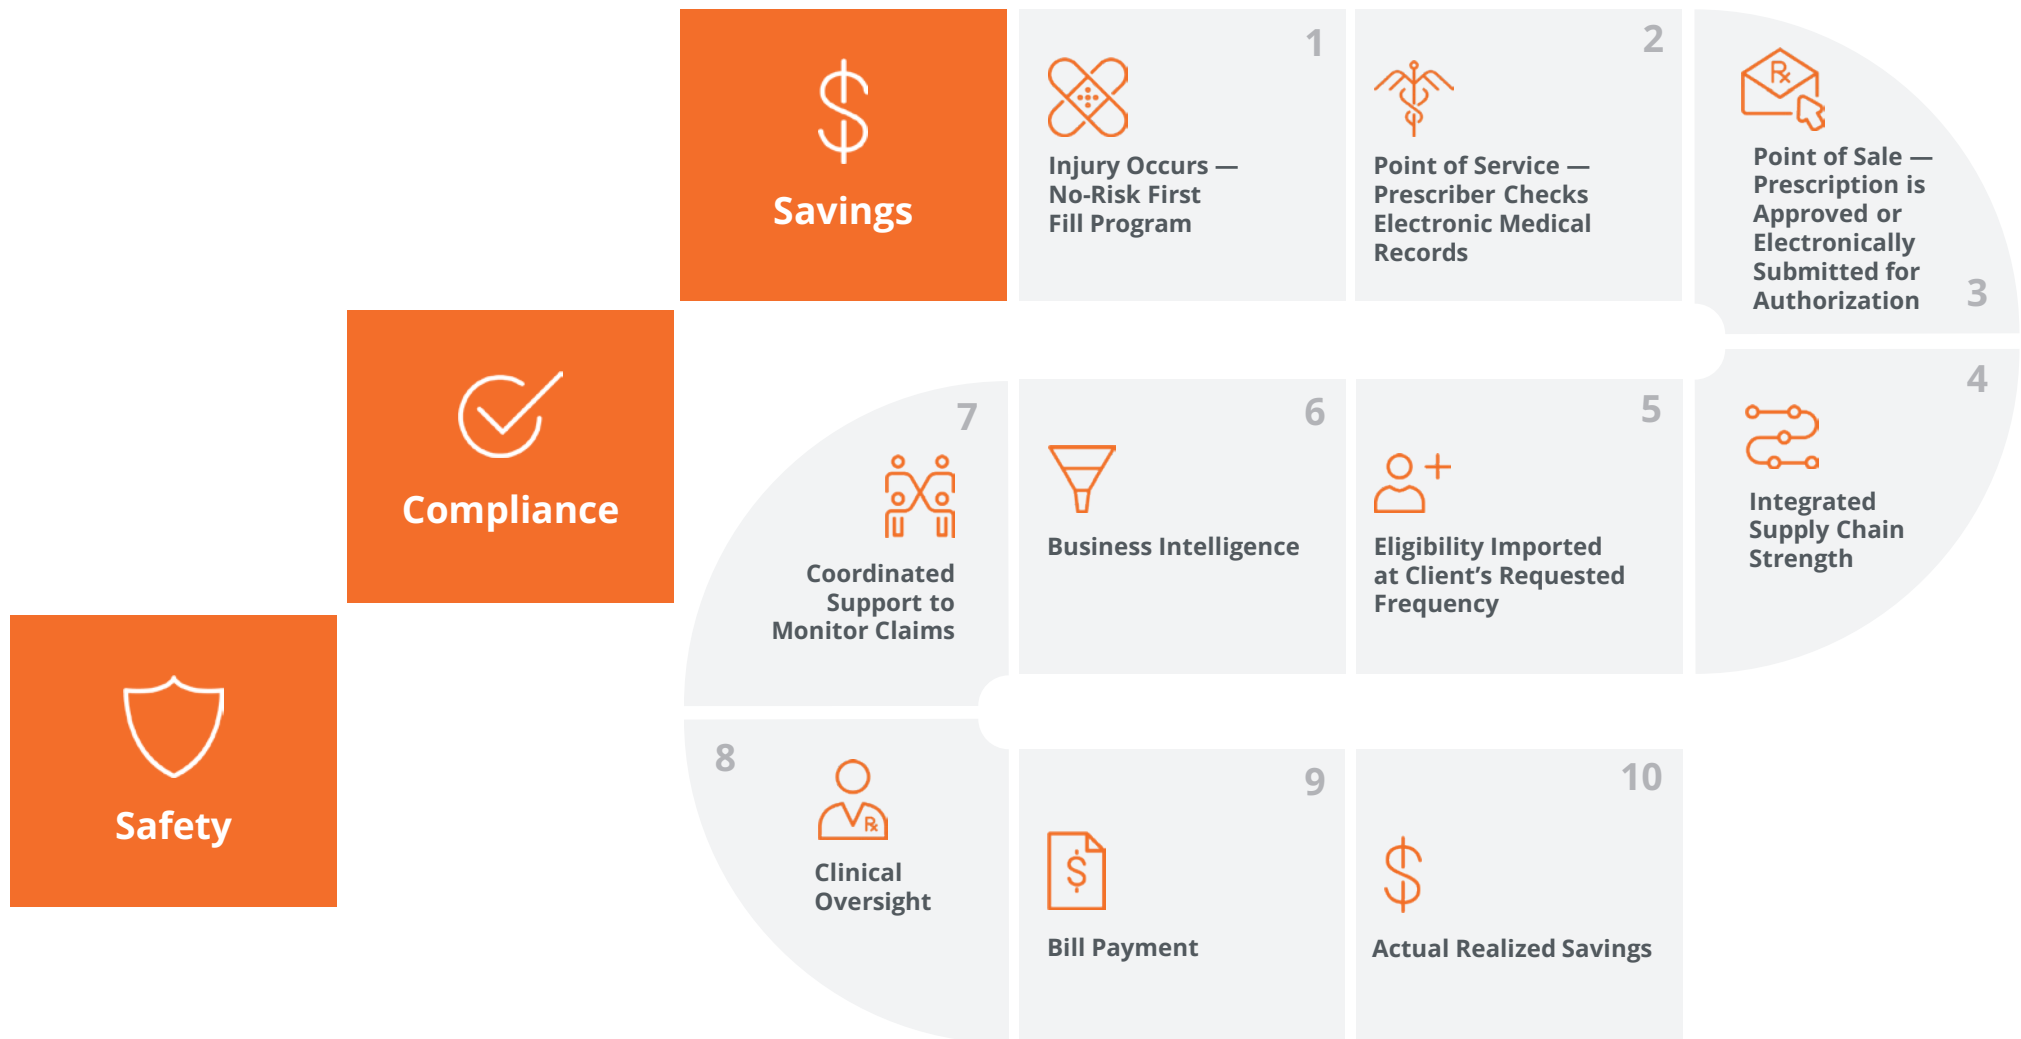 Savings
1
Injury Occurs —
No-Risk First
Fill Program
2
Point of Service —
Prescriber Checks
Electronic Medical
Records
Rx
Point of Sale —
Prescription is
Approved or
Electronically
Submitted for
Authorization
3
Compliance
4
Integrated
Supply Chain
Strength
5
Eligibility Imported
at Client’s Requested
Frequency
6
Business Intelligence
7
Coordinated
Support to
Monitor Claims
Safety
8
Rx
Clinical
Oversight
9
$
Bill Payment
10
Actual Realized Savings